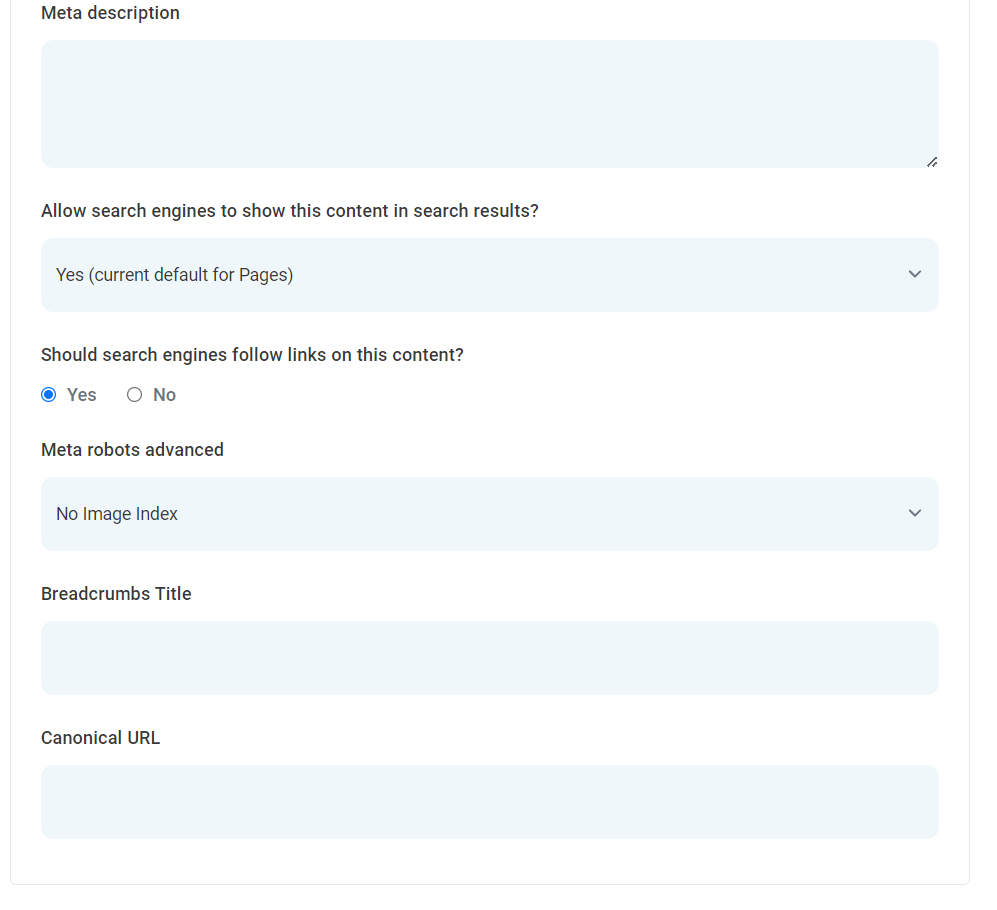 Meta description
Allow search engines to show this content in search results?
Yes (current default for Pages)
Should search engines follow links on this content?
Yes No
Meta robots advanced
No Image Index
Breadcrumbs Title
Canonical URL